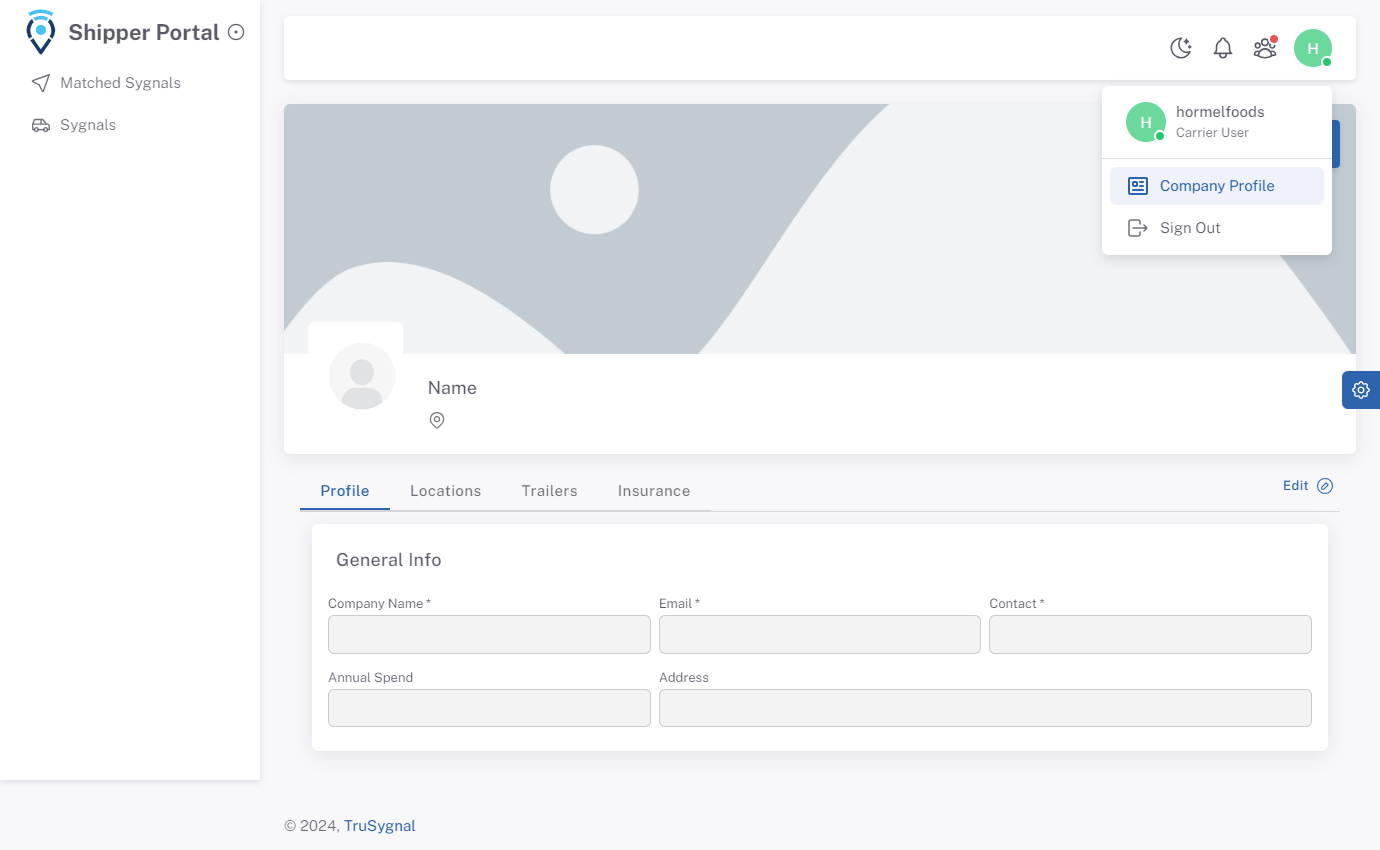 Shipper Portal
Matched Sygnals
Sygnals
H
H
hormelfoods
Carrier User
Company Profile
Sign Out
Name
Profile
Locations
Trailers
Insurance
Edit
General Info
Company Name *
Email *
Contact *
Annual Spend
Address
© 2024, TruSygnal